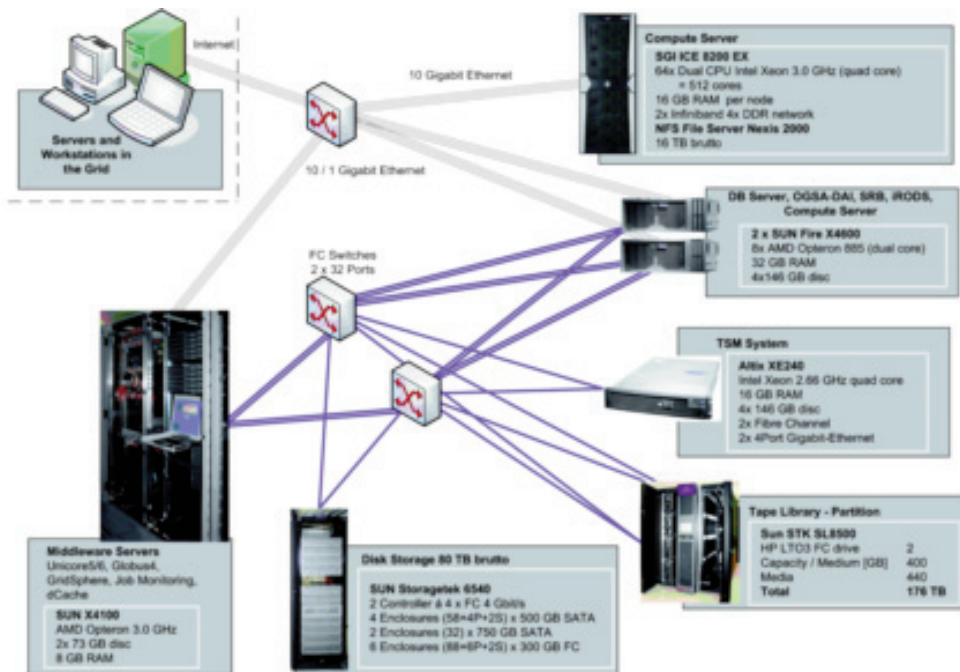 Internet
Servers and
Workstations in
the Grid
10 Gigabit Ethernet
10 / 1 Gigabit Ethernet
Compute Server
SGI ICE 8200 EX
64x Dual CPU Intel Xeon 3.0 GHz (quad core)
= 512 cores
16 GB RAM per node
2x Infiniband 4x DDR network
NFS File Server Nexis 2000
16 TB brutto
DB Server, OGSA-DAI, SRB, iRODS,
Compute Server
2 x SUN Fire X4600
8x AMD Opteron 885 (dual core)
32 GB RAM
4x146 GB disc
FC Switches
2 x 32 Ports
TSM System
Altix XE240
Intel Xeon 2.66 GHz quad core
16 GB RAM
4x 146 GB disc
2x Fibre Channel
2x 4Port Gigabit-Ethernet
Tape Library - Partition
Sun STK SL8500
HP LTO3 FC drive 2
Capacity / Medium [GB] 400
Media 440
Total 176 TB
Middleware Servers
Unicore5/6, Globus4,
GridSphere, Job Monitoring,
dCache
SUN X4100
AMD Opteron 3.0 GHz
2x 73 GB disc
8 GB RAM
Disk Storage 80 TB brutto
SUN Storagetek 6540
2 Controller à 4 x FC 4 Gbit/s
4 Enclosures (58=4P+2S) x 500 GB SATA
2 Enclosures (32) x 750 GB SATA
6 Enclosures (88=6P+2S) x 300 GB FC